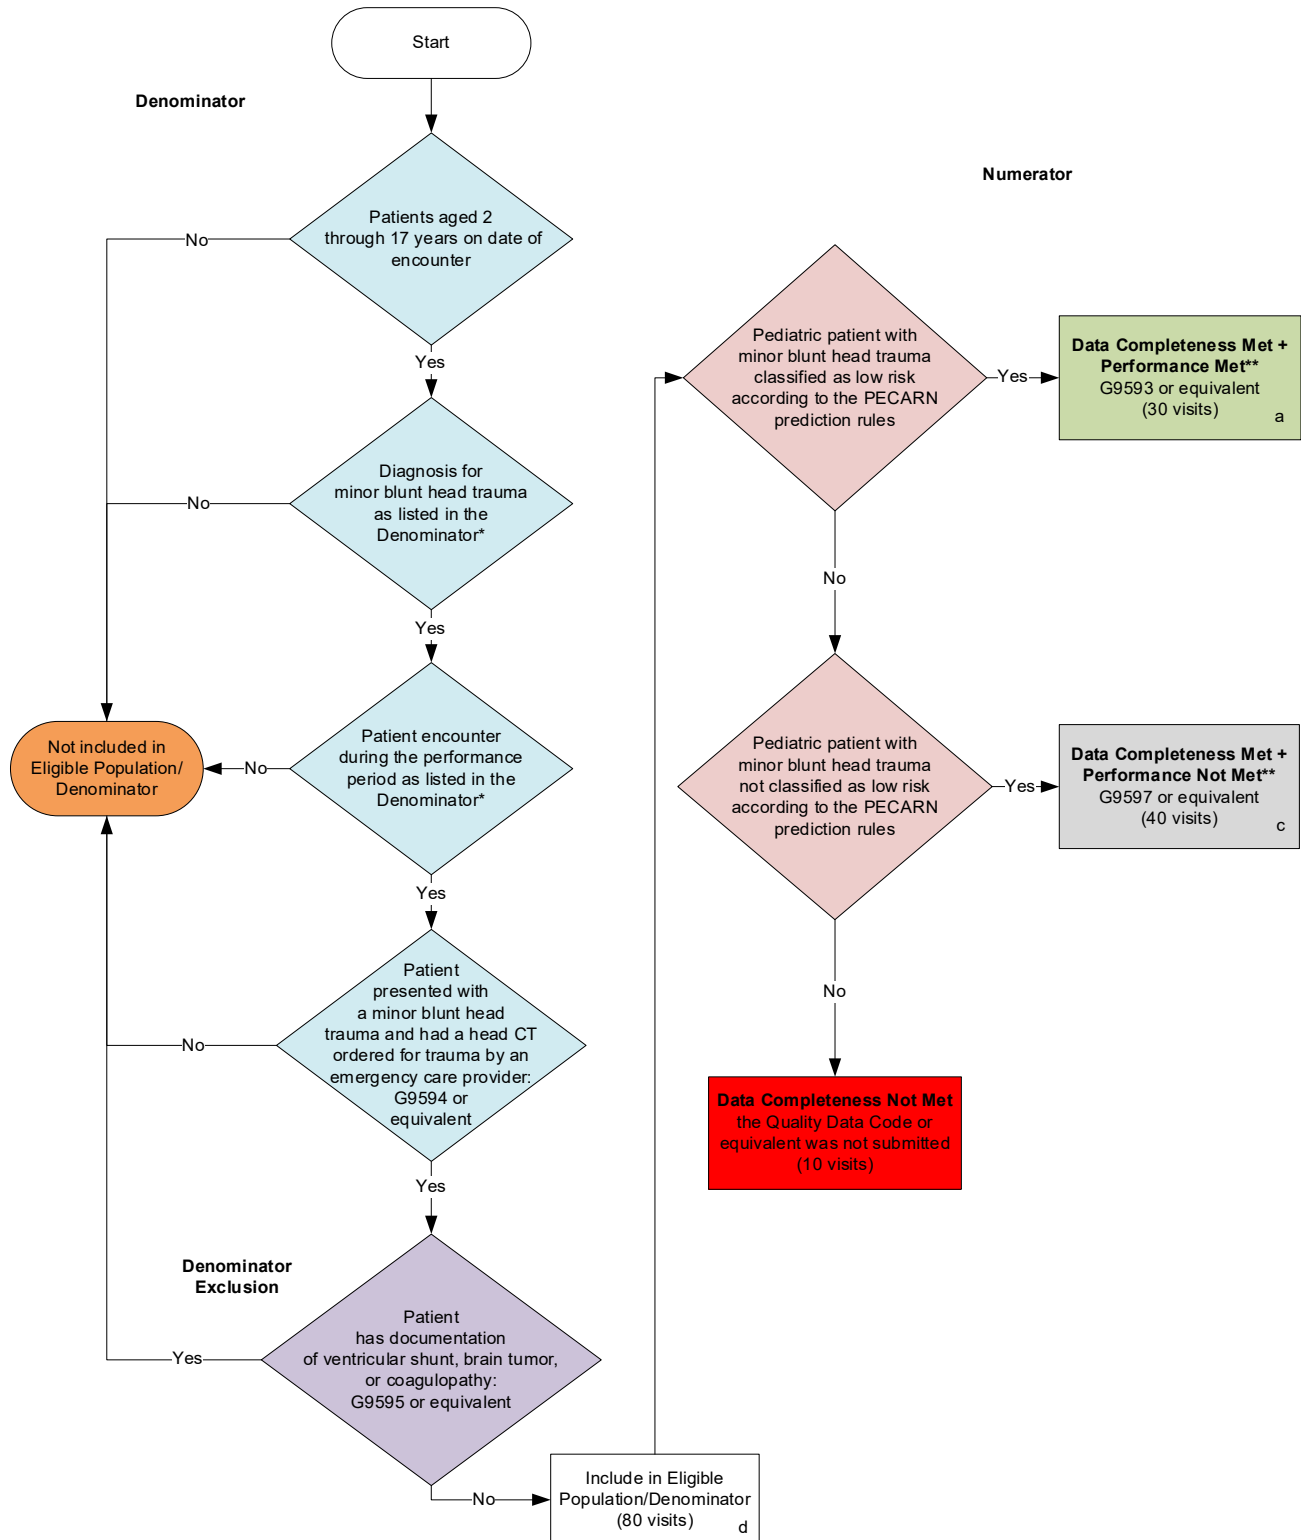 Start
Denominator
Patients aged 2
through 17 years on date of
encounter
No
Yes
Diagnosis for
minor blunt head trauma
as listed in the
Denominator*
No
Yes
Patient encounter
during the performance
period as listed in the
Denominator*
No
Not included in
Eligible Population/
Denominator
Yes
Patient
presented with
a minor blunt head
trauma and had a head CT
ordered for trauma by an
emergency care provider:
G9594 or
equivalent
No
Yes
Denominator
Exclusion
Patient
has documentation
of ventricular shunt, brain tumor,
or coagulopathy:
G9595 or equivalent
Yes
No
Include in Eligible
Population/Denominator
(80 visits)
d
Numerator
Pediatric patient with
minor blunt head trauma
classified as low risk
according to the PECARN
prediction rules
Yes
Data Completeness Met +
Performance Met**
G9593 or equivalent
(30 visits)
a
No
Pediatric patient with
minor blunt head trauma
not classified as low risk
according to the PECARN
prediction rules
Yes
Data Completeness Met +
Performance Not Met**
G9597 or equivalent
(40 visits)
c
No
Data Completeness Not Met
the Quality Data Code or
equivalent was not submitted
(10 visits)